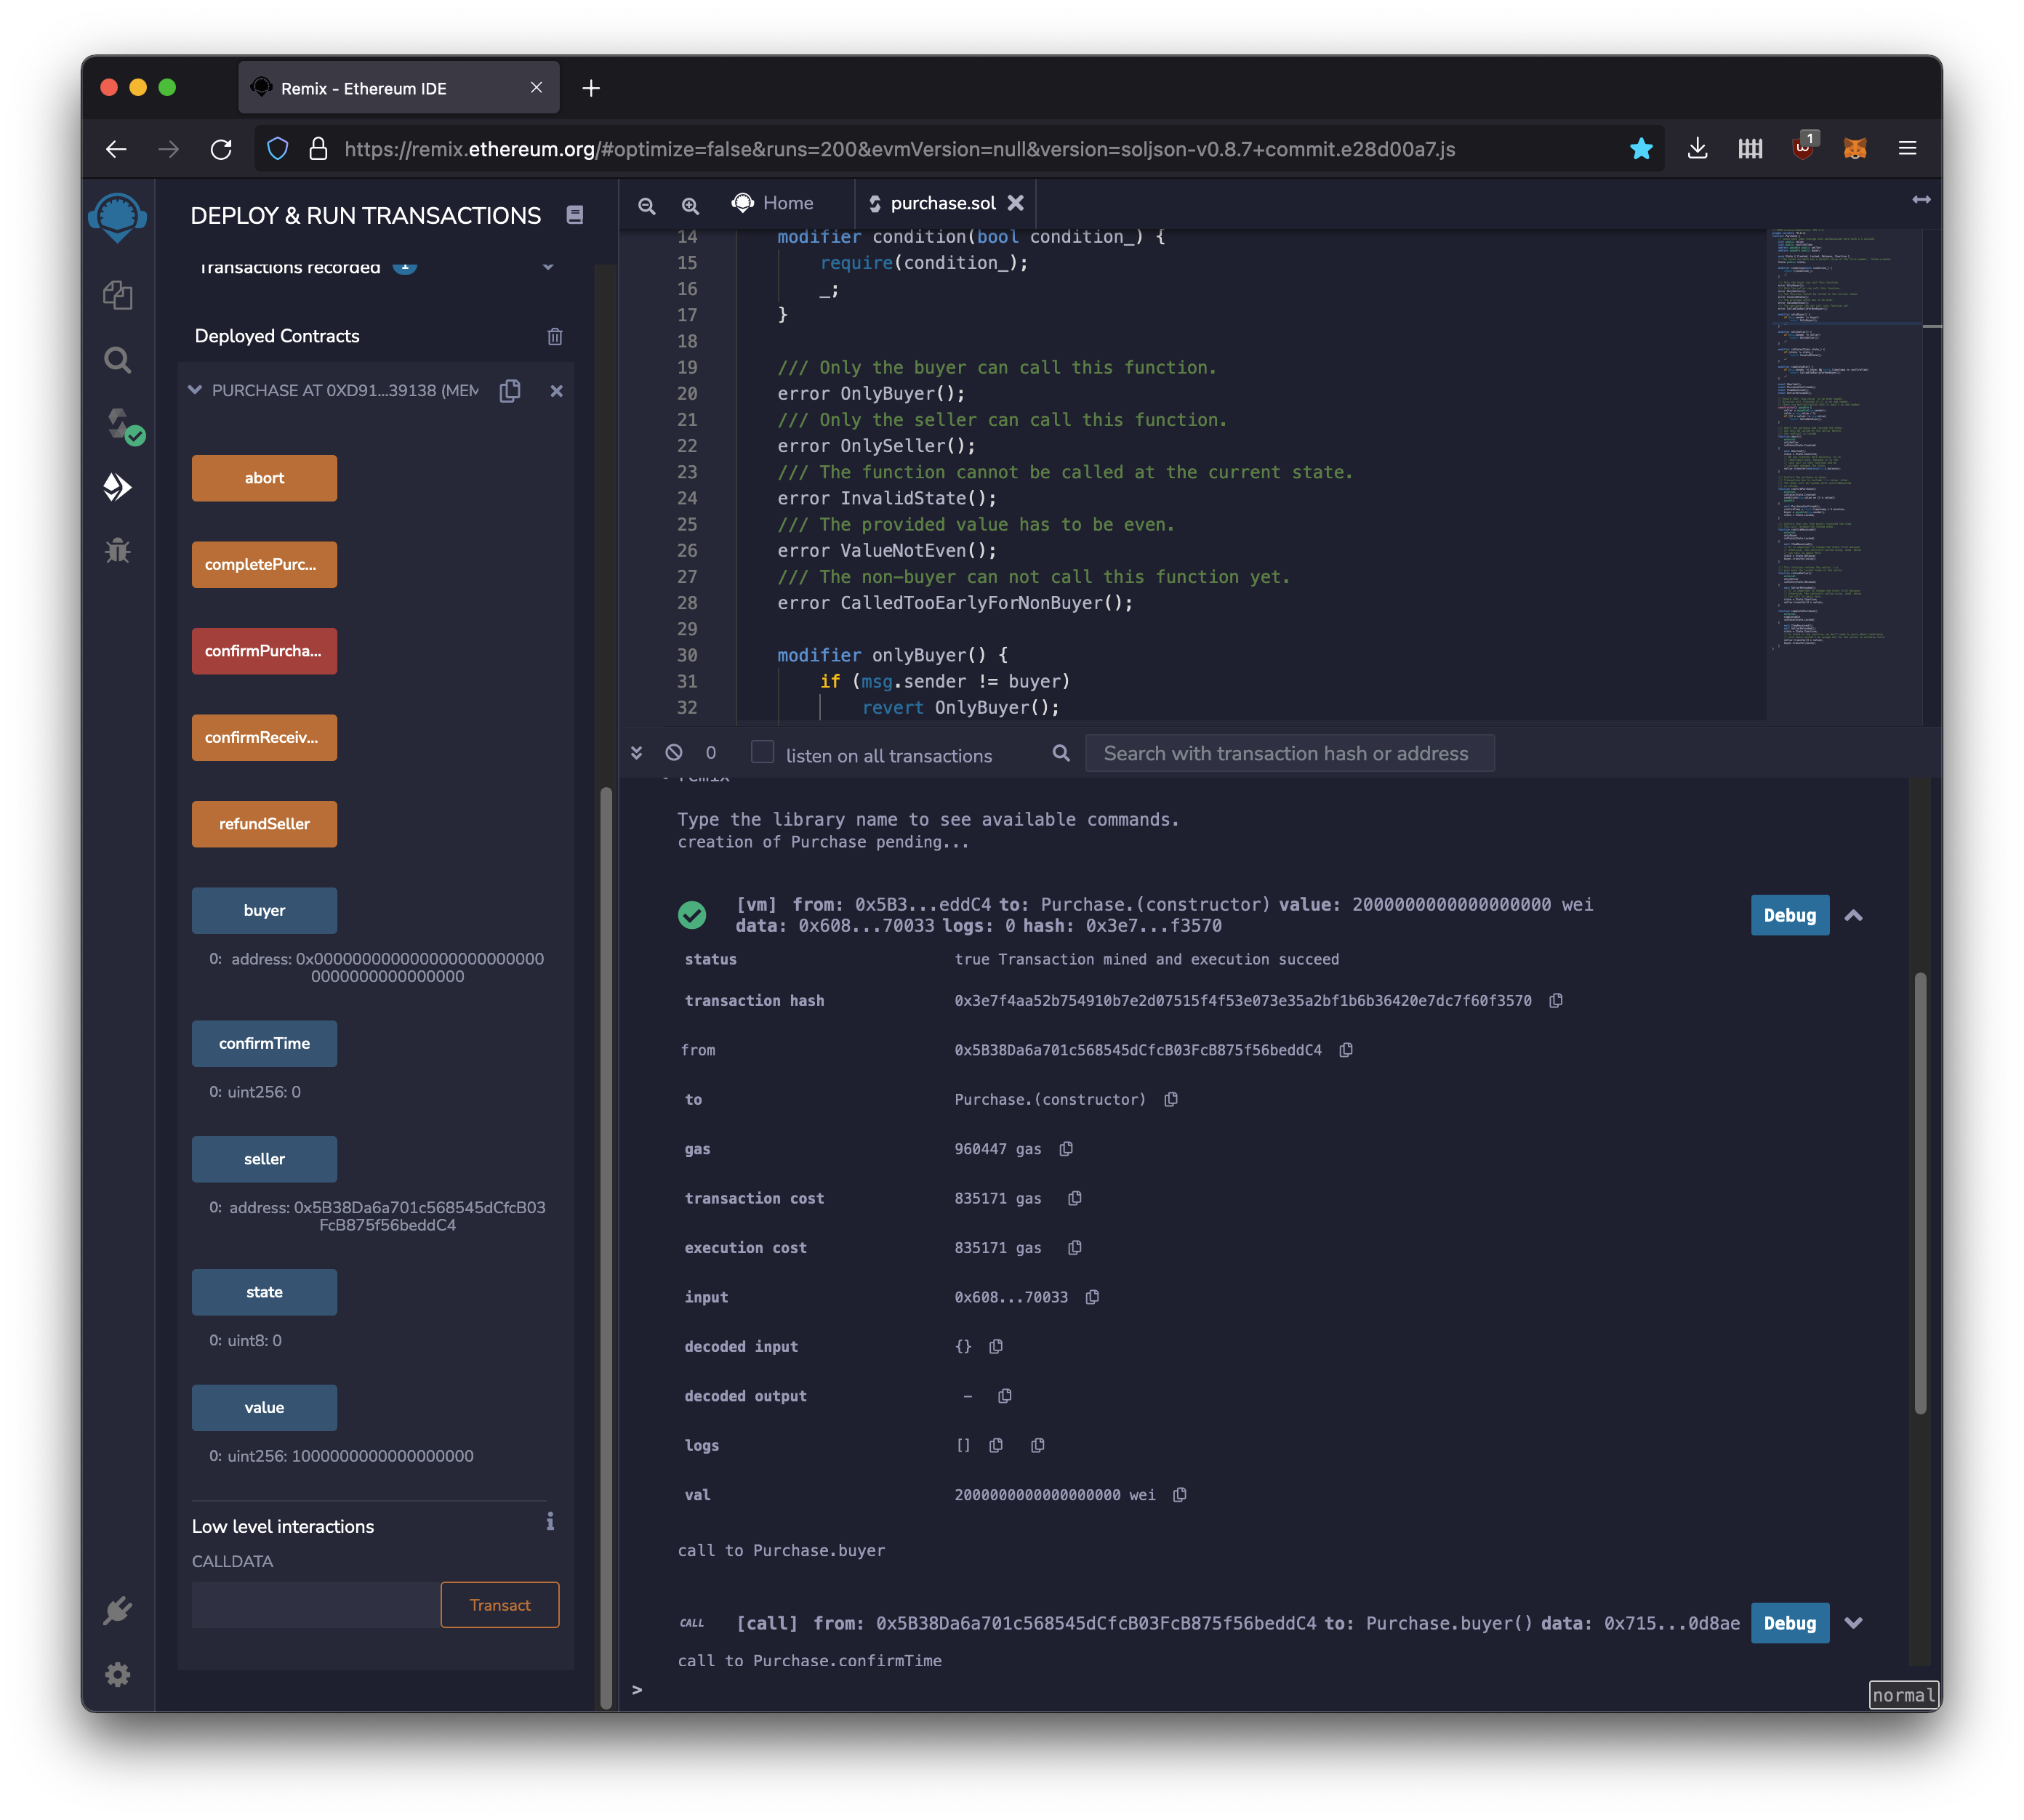 Remix - Ethereum IDE
https://remix.ethereum.org/#optimize=false&runs=200&evmVersion=null&version=soljson-v0.8.7+commit.e28d00a7.js
1
DEPLOY & RUN TRANSACTIONS
Transactions recorded 1
Deployed Contracts
PURCHASE AT 0XD91...39138 (MEM
abort
completePurc...
confirmPurcha...
confirmReceiv...
refundSeller
buyer
0: address: 0x000000000000000000000000
0000000000000000
confirmTime
0: uint256: 0
seller
0: address: 0x5B38Da6a701c568545dCfcB03
FcB875f56beddC4
state
0: uint8: 0
value
0: uint256: 1000000000000000000
Low level interactions
CALLDATA
Transact
Home
purchase.sol
14 modifier condition(bool condition_) {
15 require(condition_);
16 _;
17 }
18
19 /// Only the buyer can call this function.
20 error OnlyBuyer();
21 /// Only the seller can call this function.
22 error OnlySeller();
23 /// The function cannot be called at the current state.
24 error InvalidState();
25 /// The provided value has to be even.
26 error ValueNotEven();
27 /// The non-buyer can not call this function yet.
28 error CalledTooEarlyForNonBuyer();
29
30 modifier onlyBuyer() {
31 if (msg.sender != buyer)
32 revert OnlyBuyer();
0 listen on all transactions Search with transaction hash or address
- remix
Type the library name to see available commands.
creation of Purchase pending...
[vm] from: 0x5B3...eddC4 to: Purchase.(constructor) value: 2000000000000000000 wei
data: 0x608...70033 logs: 0 hash: 0x3e7...f3570
Debug
status true Transaction mined and execution succeed
transaction hash 0x3e7f4aa52b754910b7e2d07515f4f53e073e35a2bf1b6b36420e7dc7f60f3570
from 0x5B38Da6a701c568545dCfcB03FcB875f56beddC4
to Purchase.(constructor)
gas 960447 gas
transaction cost 835171 gas
execution cost 835171 gas
input 0x608...70033
decoded input {}
decoded output -
logs []
val 2000000000000000000 wei
call to Purchase.buyer
CALL [call] from: 0x5B38Da6a701c568545dCfcB03FcB875f56beddC4 to: Purchase.buyer() data: 0x715...0d8ae
Debug
call to Purchase.confirmTime
>
normal